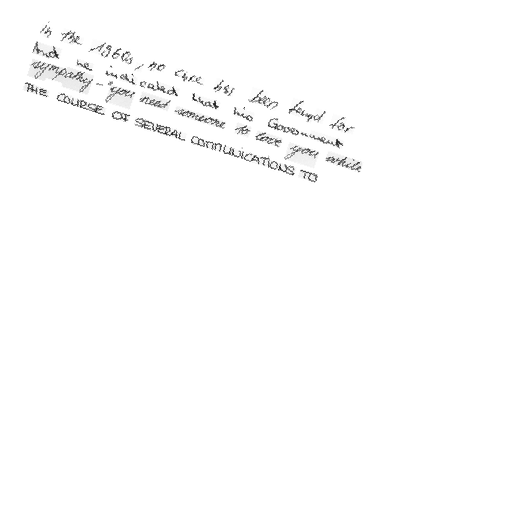 in the 1960s, no cure has been found for
And he indicated that his Government
sympathy - "you need someone to love you while
THE COURSE OF SEVERAL COMMUNICATIONS TO